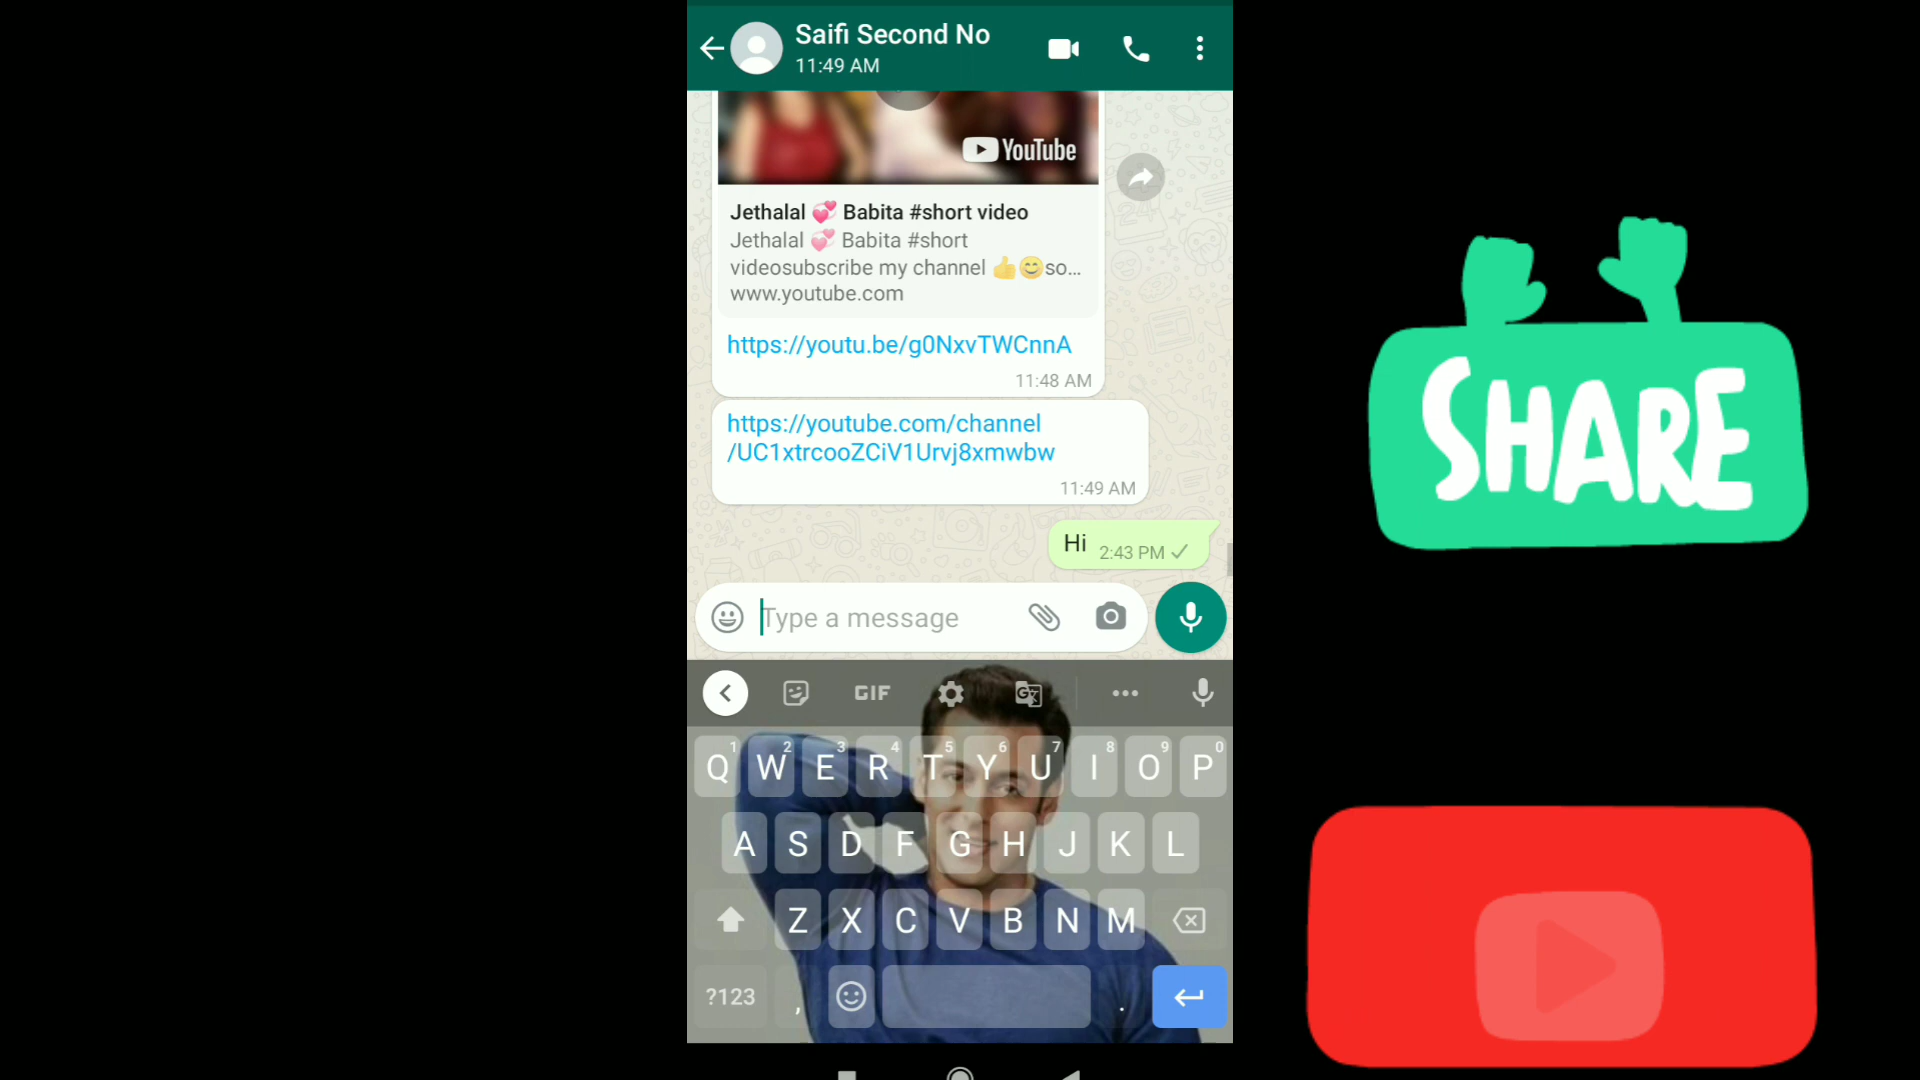 Saifi Second No
11:49 AM
YouTube
Jethalal 💞 Babita #short video
Jethalal 💞 Babita #short
videosubscribe my channel 👍😊so...
www.youtube.com
https://youtu.be/g0NxvTWCnnA
11:48 AM
https://youtube.com/channel
/UC1xtrcooZCiV1Urvj8xmwbw
11:49 AM
Hi 2:43 PM
Type a message
GIF
1 2 3 4 5 6 7 8 9 0
Q W E R T Y U I O P
A S D F G H J K L
Z X C V B N M
?123 , .
SHARE